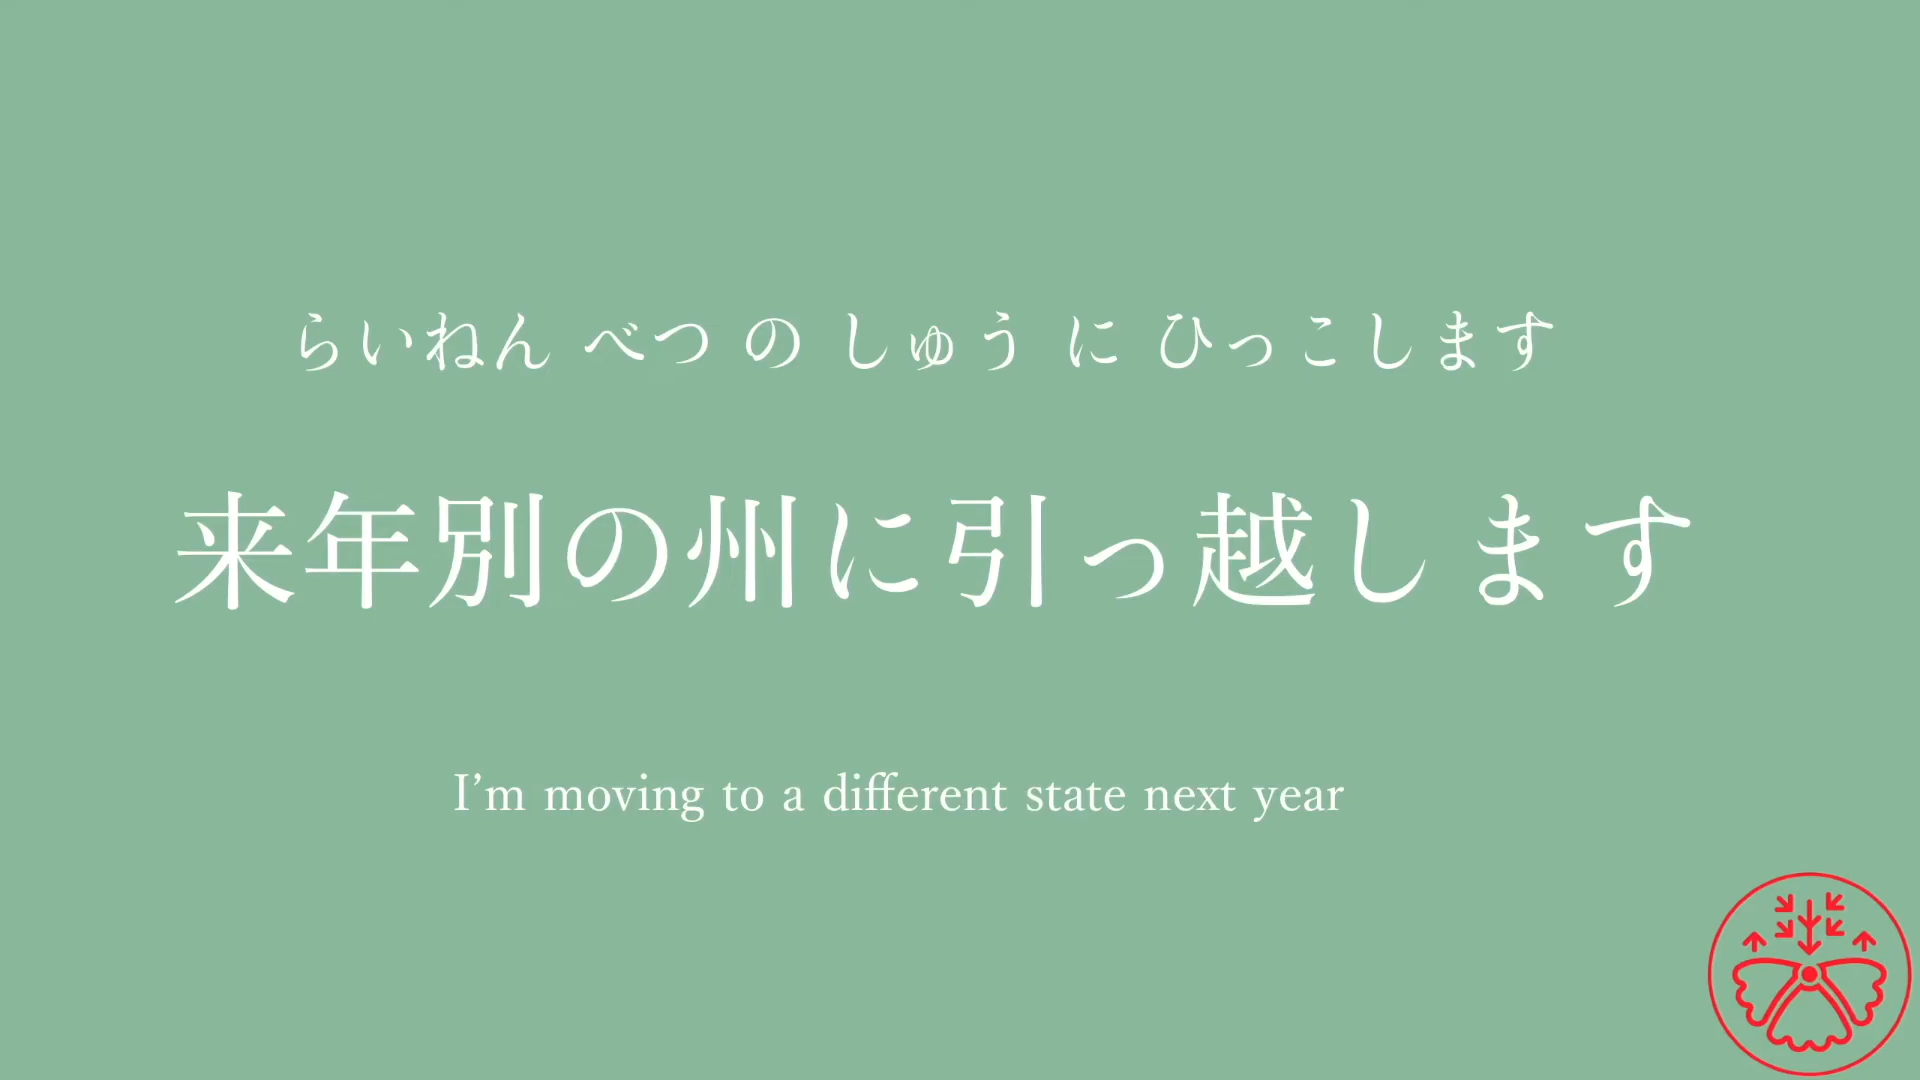 らいねん べつ の しゅう に ひっこします
来年別の州に引っ越します
I’m moving to a different state next year